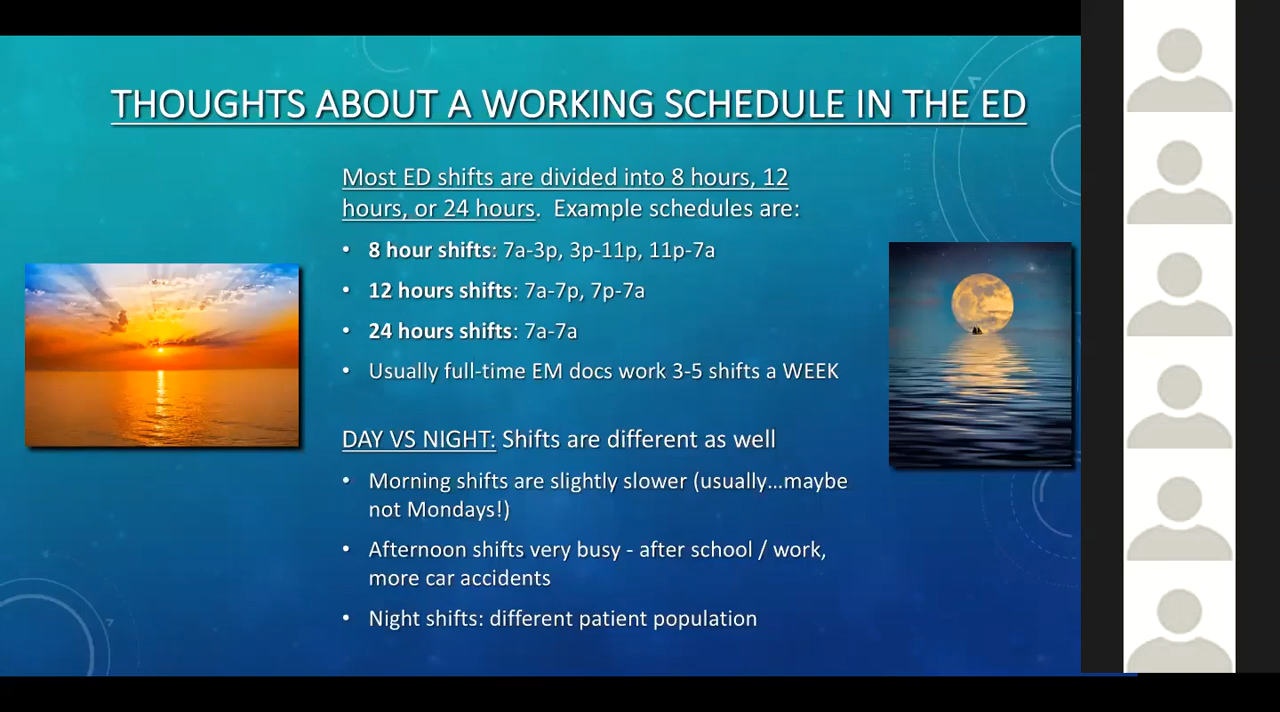 THOUGHTS ABOUT A WORKING SCHEDULE IN THE ED
Most ED shifts are divided into 8 hours, 12
hours, or 24 hours.  Example schedules are:
• 8 hour shifts: 7a-3p, 3p-11p, 11p-7a
• 12 hours shifts: 7a-7p, 7p-7a
• 24 hours shifts: 7a-7a
• Usually full-time EM docs work 3-5 shifts a WEEK
DAY VS NIGHT: Shifts are different as well
• Morning shifts are slightly slower (usually…maybe
not Mondays!)
• Afternoon shifts very busy - after school / work,
more car accidents
• Night shifts: different patient population